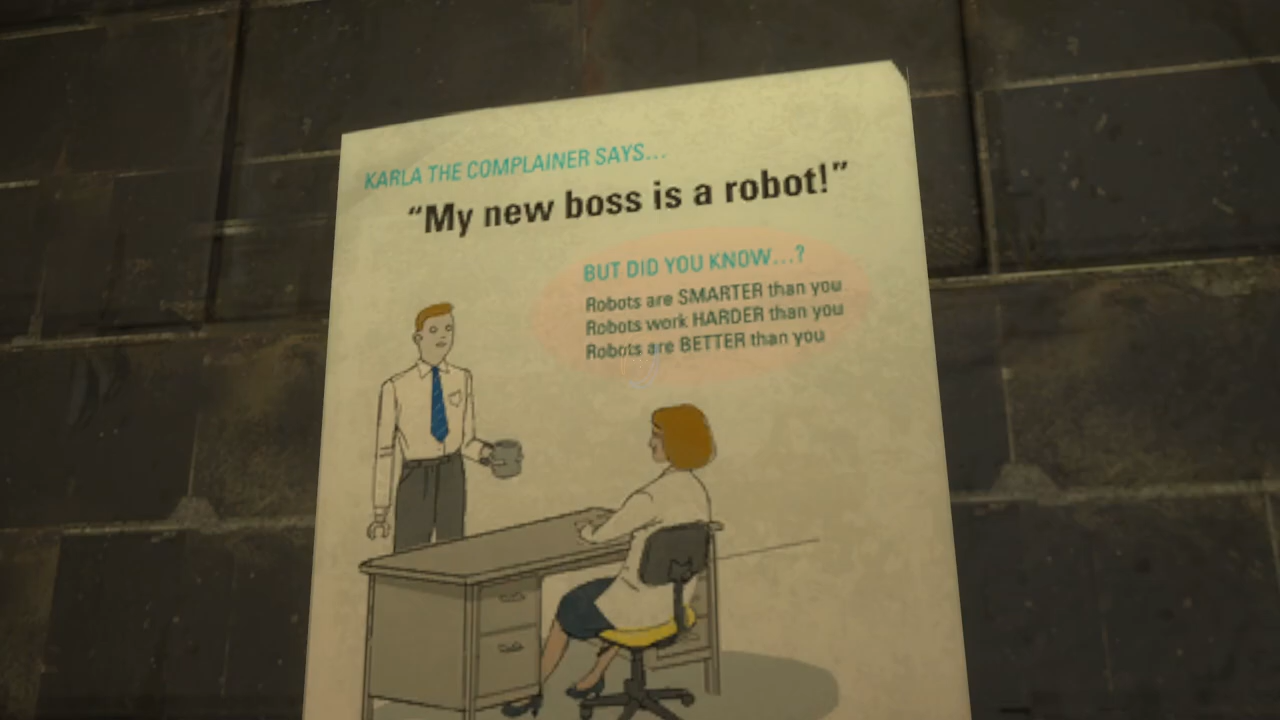 KARLA THE COMPLAINER SAYS...
“My new boss is a robot!”
BUT DID YOU KNOW...?
Robots are SMARTER than you
Robots work HARDER than you
Robots are BETTER than you